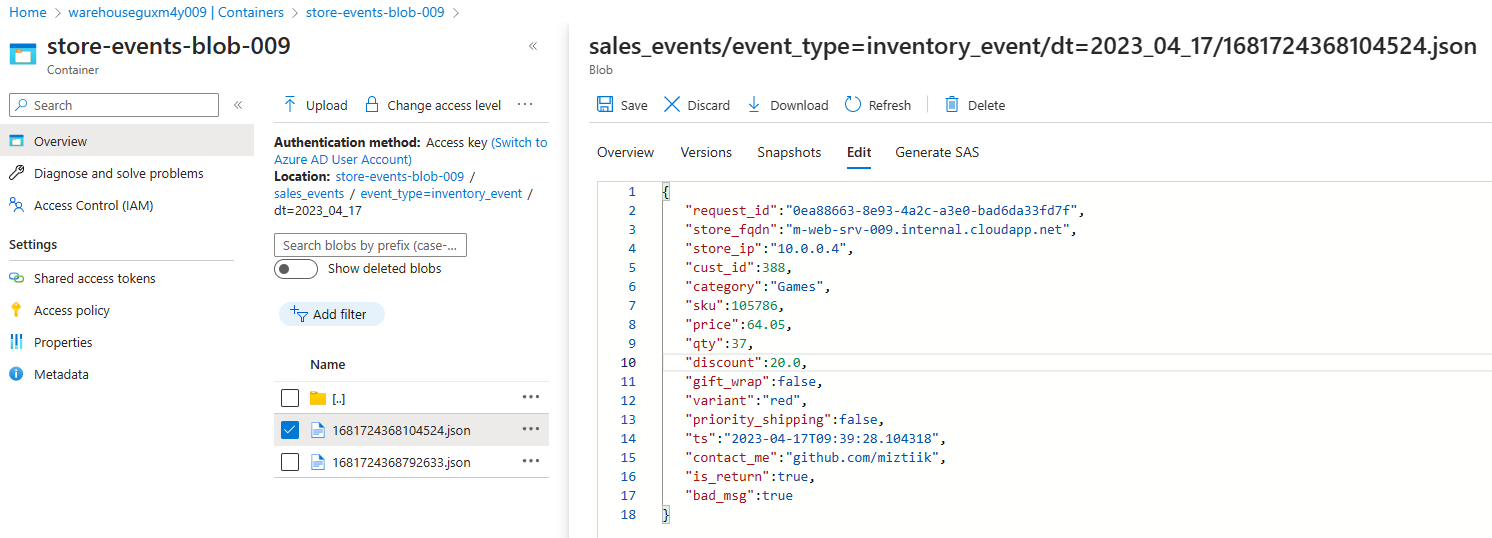 Home > warehouseguxm4y009 | Containers > store-events-blob-009 >
store-events-blob-009
Container
«
Search
«
Overview
Diagnose and solve problems
Access Control (IAM)
Settings
Shared access tokens
Access policy
Properties
Metadata
Upload Change access level ...
Authentication method: Access key (Switch to
Azure AD User Account)
Location: store-events-blob-009 /
sales_events / event_type=inventory_event /
dt=2023_04_17
Search blobs by prefix (case-...
Show deleted blobs
Add filter
Name
[..] ...
1681724368104524.json ...
1681724368792633.json ...
sales_events/event_type=inventory_event/dt=2023_04_17/1681724368104524.json
Blob
Save Discard Download Refresh Delete
Overview Versions Snapshots Edit Generate SAS
1 {
2 "request_id":"0ea88663-8e93-4a2c-a3e0-bad6da33fd7f",
3 "store_fqdn":"m-web-srv-009.internal.cloudapp.net",
4 "store_ip":"10.0.0.4",
5 "cust_id":388,
6 "category":"Games",
7 "sku":105786,
8 "price":64.05,
9 "qty":37,
10 "discount":20.0,
11 "gift_wrap":false,
12 "variant":"red",
13 "priority_shipping":false,
14 "ts":"2023-04-17T09:39:28.104318",
15 "contact_me":"github.com/miztiik",
16 "is_return":true,
17 "bad_msg":true
18 }